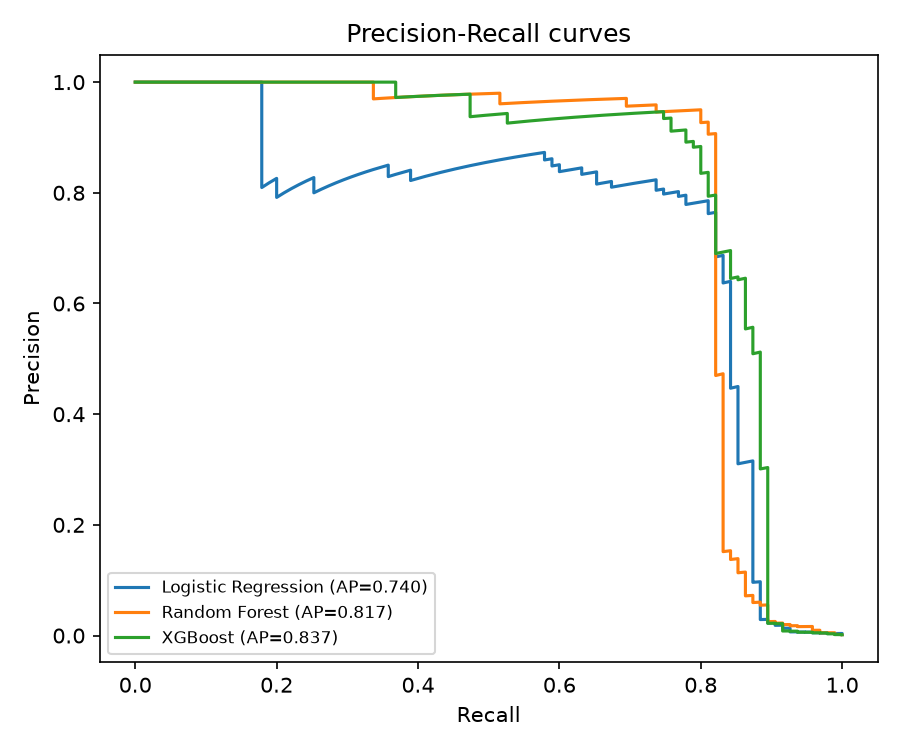 Precision-Recall curves
1.0
0.8
0.6
0.4
0.2
0.0
Precision
Logistic Regression (AP=0.740)
Random Forest (AP=0.817)
XGBoost (AP=0.837)
0.0 0.2 0.4 0.6 0.8 1.0
Recall